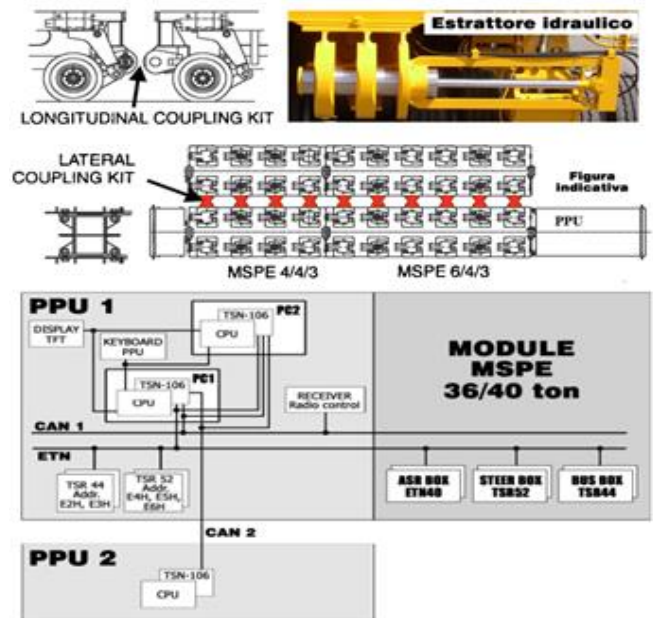 Estrattore idraulico
LONGITUDINAL COUPLING KIT
LATERAL
COUPLING KIT
Figura
indicativa
PPU
MSPE 4/4/3
MSPE 6/4/3
PPU 1
DISPLAY
TFT
KEYBOARD
PPU
TSN-106
CPU
PC2
TSN-106
CPU
PC1
RECEIVER
Radio control
MODULE
MSPE
36/40 ton
CAN 1
ETN
TSR 44
Addr.
E2H, E3H
TSR 52
Addr.
E4H, E5H,
E6H
ASR BOX
ETN40
STEER BOX
TSR52
BUS BOX
TSR44
CAN 2
PPU 2
TSN-106
CPU